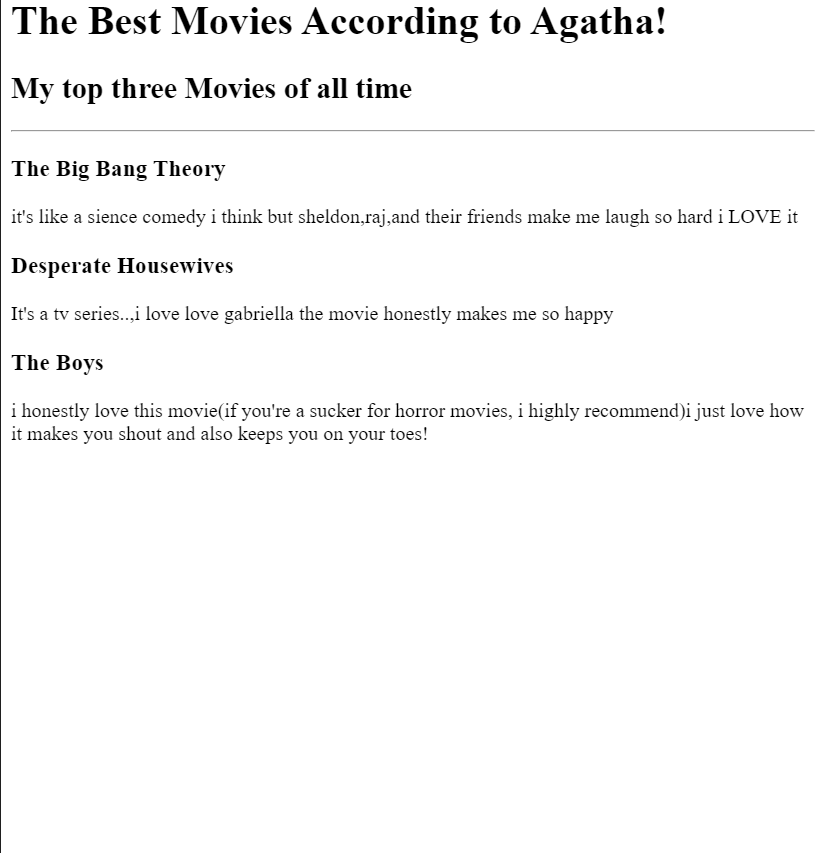 The Best Movies According to Agatha!
My top three Movies of all time
The Big Bang Theory
it's like a sience comedy i think but sheldon,raj,and their friends make me laugh so hard i LOVE it
Desperate Housewives
It's a tv series..,i love love gabriella the movie honestly makes me so happy
The Boys
i honestly love this movie(if you're a sucker for horror movies, i highly recommend)i just love how
it makes you shout and also keeps you on your toes!